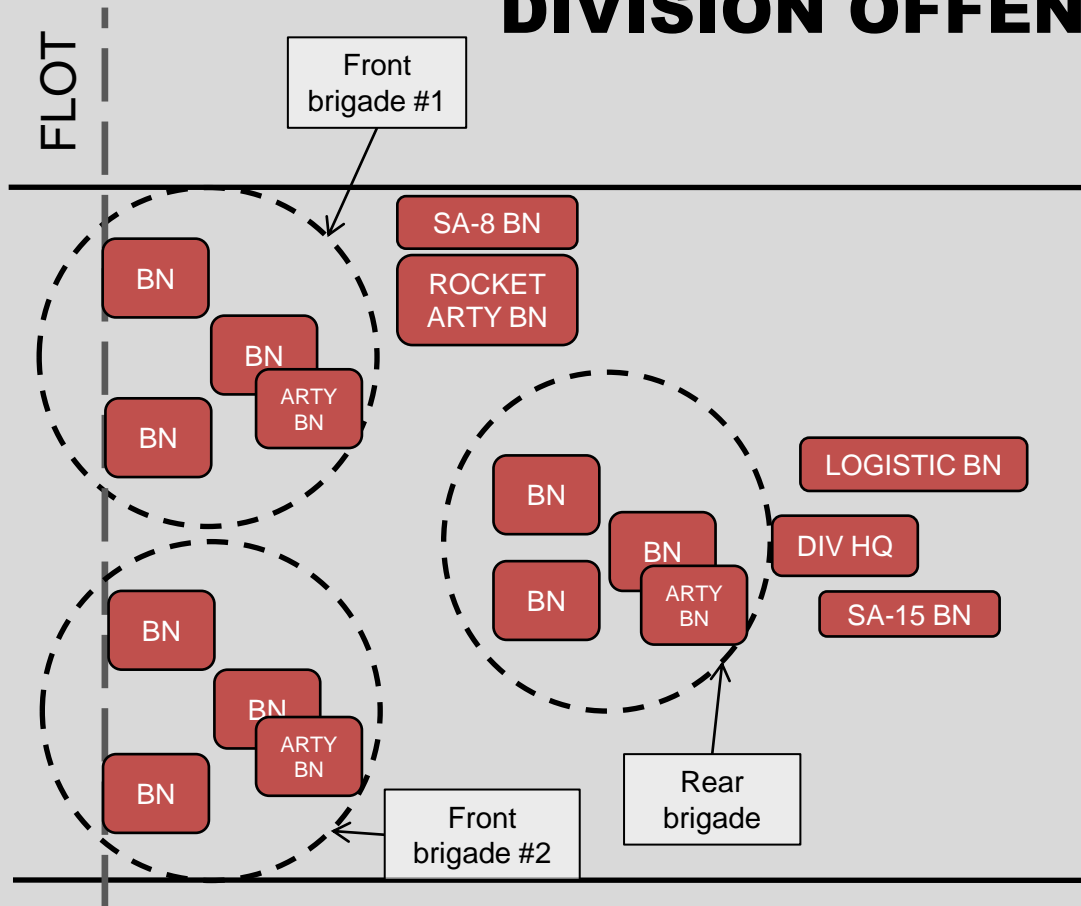 DIVISION OFFEN
FLOT
Front
brigade #1
SA-8 BN
ROCKET
ARTY BN
BN
BN
ARTY
BN
BN
BN
BN
ARTY
BN
BN
LOGISTIC BN
DIV HQ
SA-15 BN
BN
BN
ARTY
BN
BN
Front
brigade #2
Rear
brigade